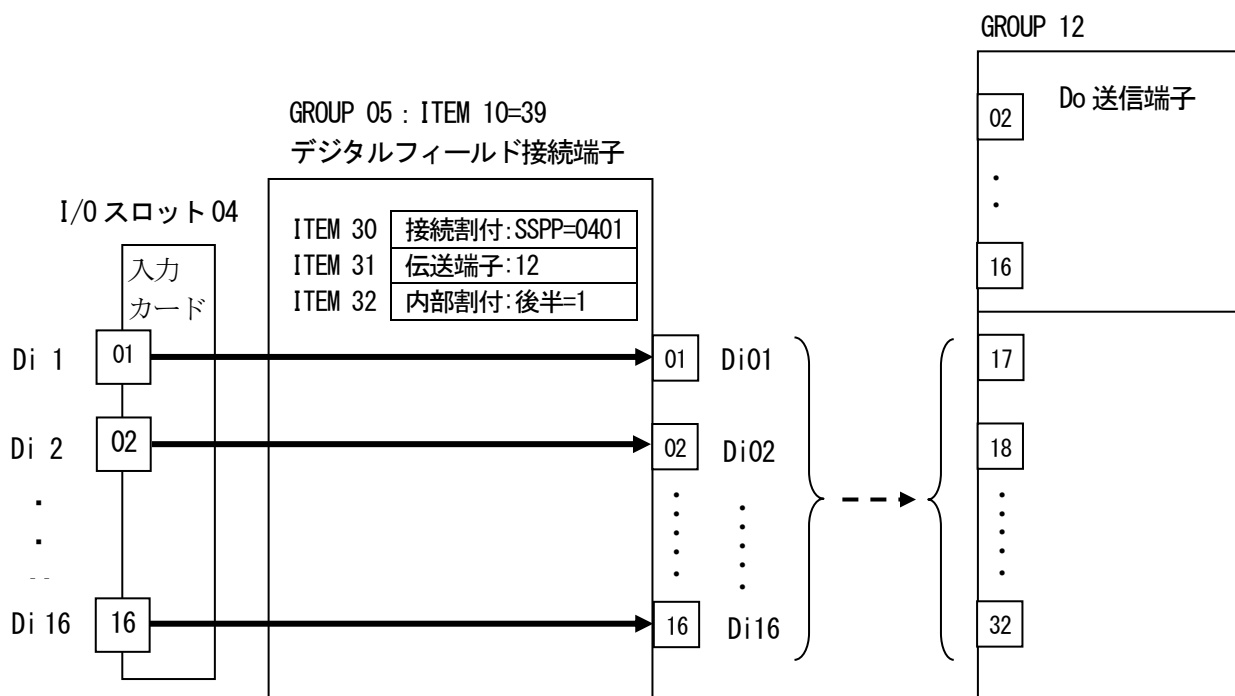 GROUP 12
Do 送信端子
02
16
17
18
32
GROUP 05 : ITEM 10=39
デジタルフィールド接続端子
ITEM 30 接続割付:SSPP=0401
ITEM 31 伝送端子:12
ITEM 32 内部割付:後半=1
I/O スロット 04
入力
カード
Di 1 01
01 Di01
Di 2 02
02 Di02
Di 16 16
16 Di16